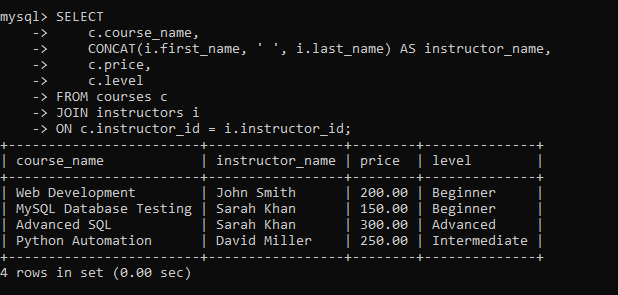 mysql> SELECT
    ->     c.course_name,
    ->     CONCAT(i.first_name, ' ', i.last_name) AS instructor_name,
    ->     c.price,
    ->     c.level
    -> FROM courses c
    -> JOIN instructors i
    -> ON c.instructor_id = i.instructor_id;
+------------------------+-----------------+--------+--------------+
| course_name            | instructor_name | price  | level        |
+------------------------+-----------------+--------+--------------+
| Web Development        | John Smith      | 200.00 | Beginner     |
| MySQL Database Testing | Sarah Khan      | 150.00 | Beginner     |
| Advanced SQL           | Sarah Khan      | 300.00 | Advanced     |
| Python Automation      | David Miller    | 250.00 | Intermediate |
+------------------------+-----------------+--------+--------------+
4 rows in set (0.00 sec)